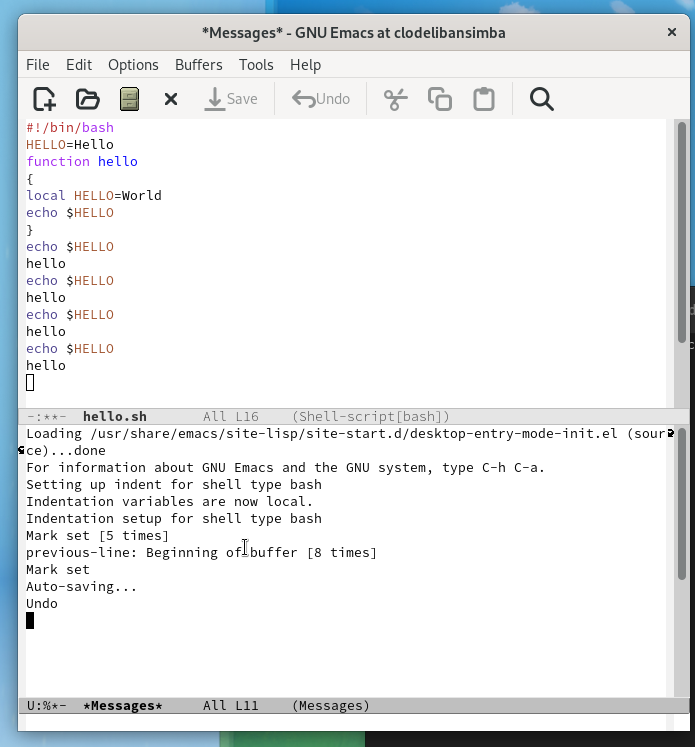 *Messages* - GNU Emacs at clodelibansimba
File Edit Options Buffers Tools Help
Save Undo
#!/bin/bash
HELLO=Hello
function hello
{
local HELLO=World
echo $HELLO
}
echo $HELLO
hello
echo $HELLO
hello
echo $HELLO
hello
echo $HELLO
hello
-:**-  hello.sh       All L16    (Shell-script[bash])
Loading /usr/share/emacs/site-lisp/site-start.d/desktop-entry-mode-init.el (sour
ce)...done
For information about GNU Emacs and the GNU system, type C-h C-a.
Setting up indent for shell type bash
Indentation variables are now local.
Indentation setup for shell type bash
Mark set [5 times]
previous-line: Beginning of buffer [8 times]
Mark set
Auto-saving...
Undo
U:%*-  *Messages*     All L11    (Messages)